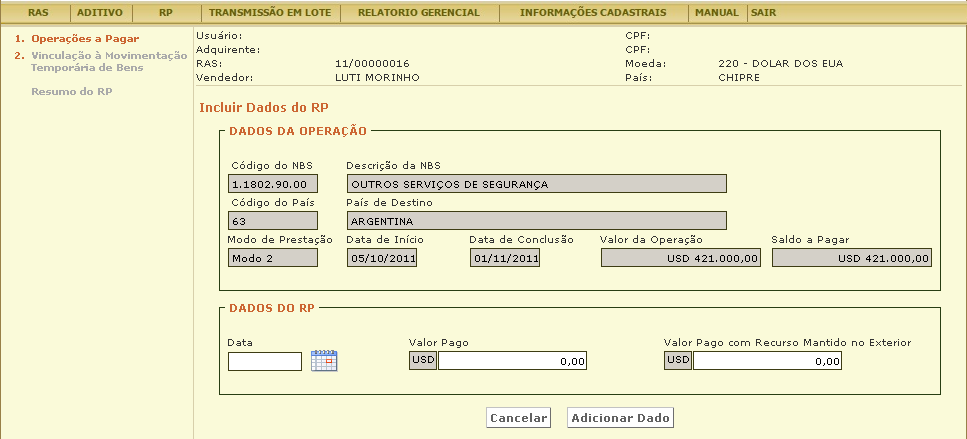 RAS ADITIVO RP TRANSMISSÃO EM LOTE RELATORIO GERENCIAL INFORMAÇÕES CADASTRAIS MANUAL SAIR
1. Operações a Pagar
2. Vinculação à Movimentação
Temporária de Bens
Resumo do RP
Usuário: CPF:
Adquirente: CPF:
RAS: 11/00000016 Moeda: 220 - DOLAR DOS EUA
Vendedor: LUTI MORINHO País: CHIPRE
Incluir Dados do RP
DADOS DA OPERAÇÃO
Código do NBS Descrição da NBS
1.1802.90.00 OUTROS SERVIÇOS DE SEGURANÇA
Código do País País de Destino
63 ARGENTINA
Modo de Prestação Data de Início Data de Conclusão Valor da Operação Saldo a Pagar
Modo 2 05/10/2011 01/11/2011 USD 421.000,00 USD 421.000,00
DADOS DO RP
Data Valor Pago Valor Pago com Recurso Mantido no Exterior
USD 0,00 USD 0,00
Cancelar Adicionar Dado